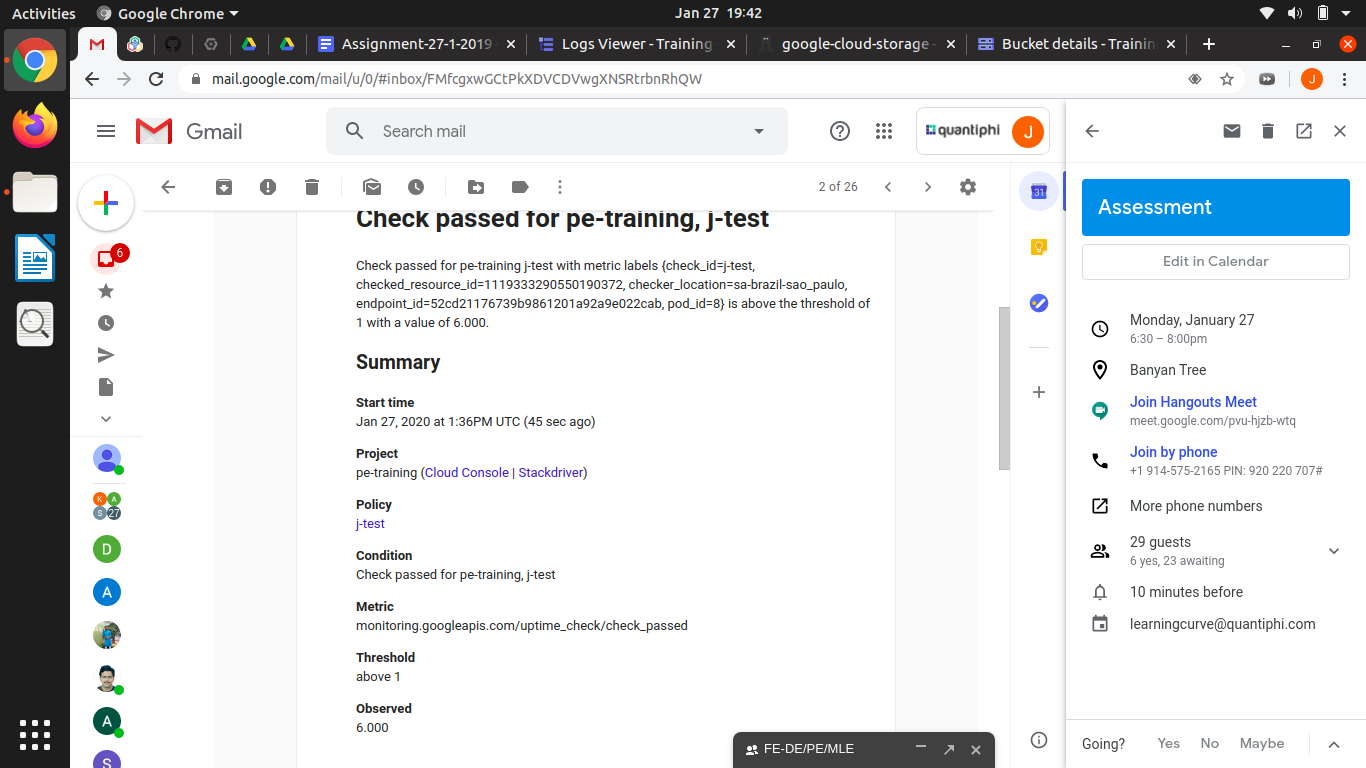 Activities
Google Chrome
Jan 27 19:42
Assignment-27-1-2019
Logs Viewer - Training
google-cloud-storage -
Bucket details - Trainin
mail.google.com/mail/u/0/#inbox/FMfcgxwGCtPkXDVCDVwgXNSRtrbnRhQW
J
Gmail
Search mail
quantiphi
J
2 of 26
31
6
K
A
S
27
D
A
A
S
Check passed for pe-training, j-test
Check passed for pe-training j-test with metric labels {check_id=j-test,
checked_resource_id=1119333290550190372, checker_location=sa-brazil-sao_paulo,
endpoint_id=52cd21176739b9861201a92a9e022cab, pod_id=8} is above the threshold of
1 with a value of 6.000.
Summary
Start time
Jan 27, 2020 at 1:36PM UTC (45 sec ago)
Project
pe-training (Cloud Console | Stackdriver)
Policy
j-test
Condition
Check passed for pe-training, j-test
Metric
monitoring.googleapis.com/uptime_check/check_passed
Threshold
above 1
Observed
6.000
FE-DE/PE/MLE
Assessment
Edit in Calendar
Monday, January 27
6:30 – 8:00pm
Banyan Tree
Join Hangouts Meet
meet.google.com/pvu-hjzb-wtq
Join by phone
+1 914-575-2165 PIN: 920 220 707#
More phone numbers
29 guests
6 yes, 23 awaiting
10 minutes before
learningcurve@quantiphi.com
Going?
Yes
No
Maybe